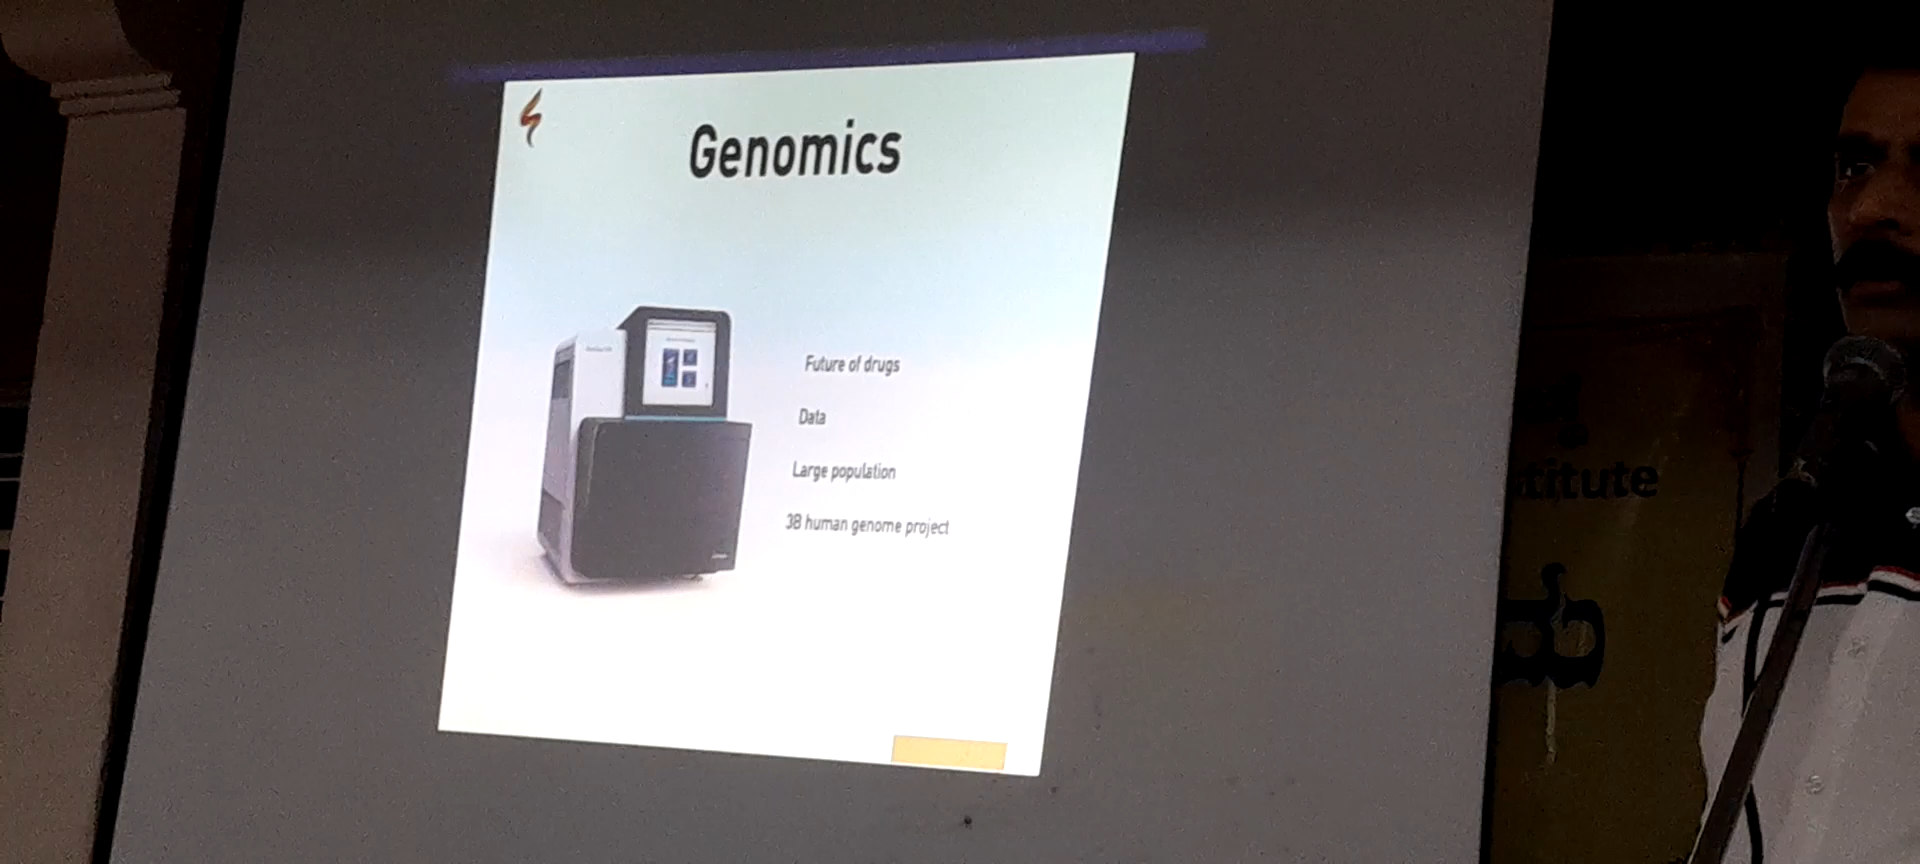 Genomics
Future of drugs
Data
Large population
3B human genome project
titute